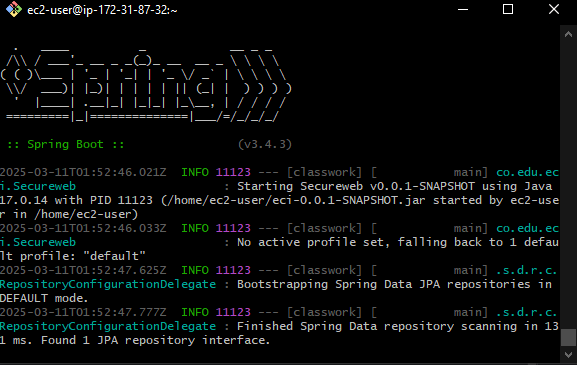 ec2-user@ip-172-31-87-32:~
  .   ____          _            __ _ _
 /\\ / ___'_ __ _ _(_)_ __  __ _ \ \ \ \
( ( )\___ | '_ | '_| | '_ \/ _` | \ \ \ \
 \\/  ___)| |_)| | | | | || (_| |  ) ) ) )
  '  |____| .__|_| |_|_| |_\__, | / / / /
 =========|_|==============|___/=/_/_/_/
 :: Spring Boot ::                (v3.4.3)
2025-03-11T01:52:46.021Z  INFO 11123 --- [classwork] [           main] co.edu.ec
i.Secureweb                    : Starting Secureweb v0.0.1-SNAPSHOT using Java
17.0.14 with PID 11123 (/home/ec2-user/eci-0.0.1-SNAPSHOT.jar started by ec2-use
r in /home/ec2-user)
2025-03-11T01:52:46.033Z  INFO 11123 --- [classwork] [           main] co.edu.ec
i.Secureweb                    : No active profile set, falling back to 1 defau
lt profile: "default"
2025-03-11T01:52:47.625Z  INFO 11123 --- [classwork] [           main] .s.d.r.c.
RepositoryConfigurationDelegate : Bootstrapping Spring Data JPA repositories in
DEFAULT mode.
2025-03-11T01:52:47.777Z  INFO 11123 --- [classwork] [           main] .s.d.r.c.
RepositoryConfigurationDelegate : Finished Spring Data repository scanning in 13
1 ms. Found 1 JPA repository interface.